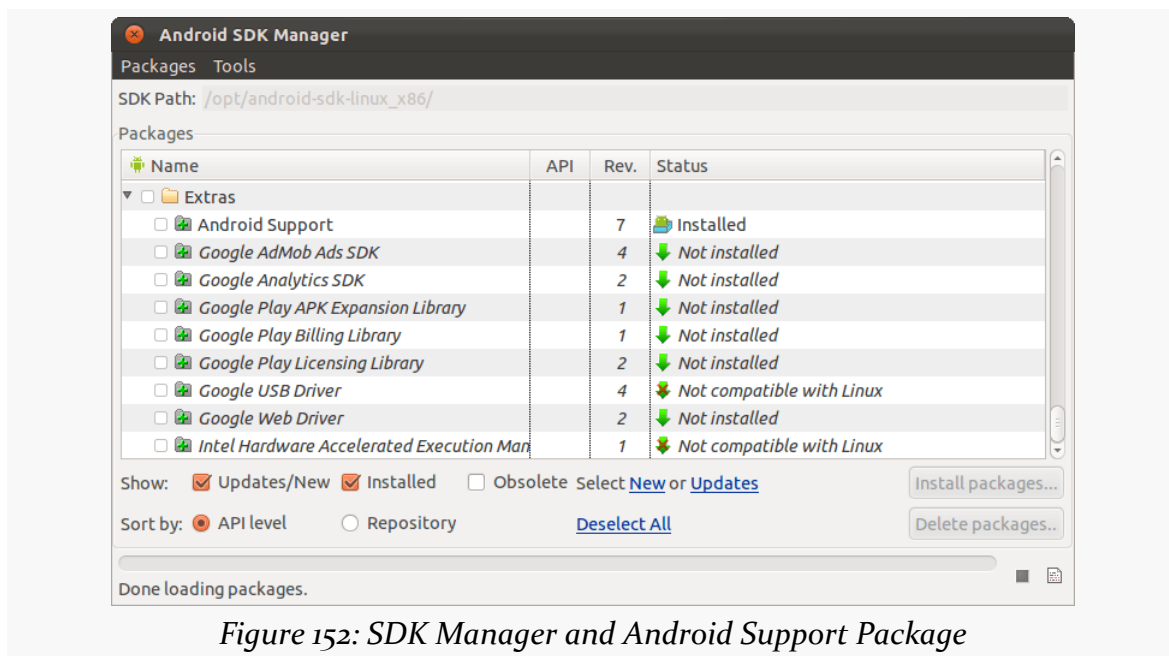 Android SDK Manager
Packages Tools
SDK Path: /opt/android-sdk-linux_x86/
Packages
Name API Rev. Status
Extras
Android Support 7 Installed
Google AdMob Ads SDK 4 Not installed
Google Analytics SDK 2 Not installed
Google Play APK Expansion Library 1 Not installed
Google Play Billing Library 1 Not installed
Google Play Licensing Library 2 Not installed
Google USB Driver 4 Not compatible with Linux
Google Web Driver 2 Not installed
Intel Hardware Accelerated Execution Man 1 Not compatible with Linux
Show: Updates/New Installed Obsolete Select New or Updates Install packages...
Sort by: API level Repository Deselect All Delete packages..
Done loading packages.
Figure 152: SDK Manager and Android Support Package